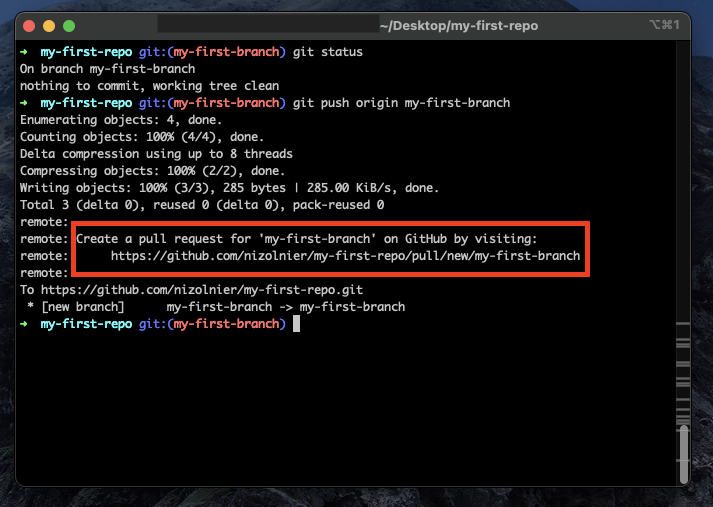 ~/Desktop/my-first-repo ⌥⌘1
➜ my-first-repo git:(my-first-branch) git status
On branch my-first-branch
nothing to commit, working tree clean
➜ my-first-repo git:(my-first-branch) git push origin my-first-branch
Enumerating objects: 4, done.
Counting objects: 100% (4/4), done.
Delta compression using up to 8 threads
Compressing objects: 100% (2/2), done.
Writing objects: 100% (3/3), 285 bytes | 285.00 KiB/s, done.
Total 3 (delta 0), reused 0 (delta 0), pack-reused 0
remote:
remote: Create a pull request for 'my-first-branch' on GitHub by visiting:
remote:      https://github.com/nizolnier/my-first-repo/pull/new/my-first-branch
remote:
To https://github.com/nizolnier/my-first-repo.git
 * [new branch]      my-first-branch -> my-first-branch
➜ my-first-repo git:(my-first-branch)